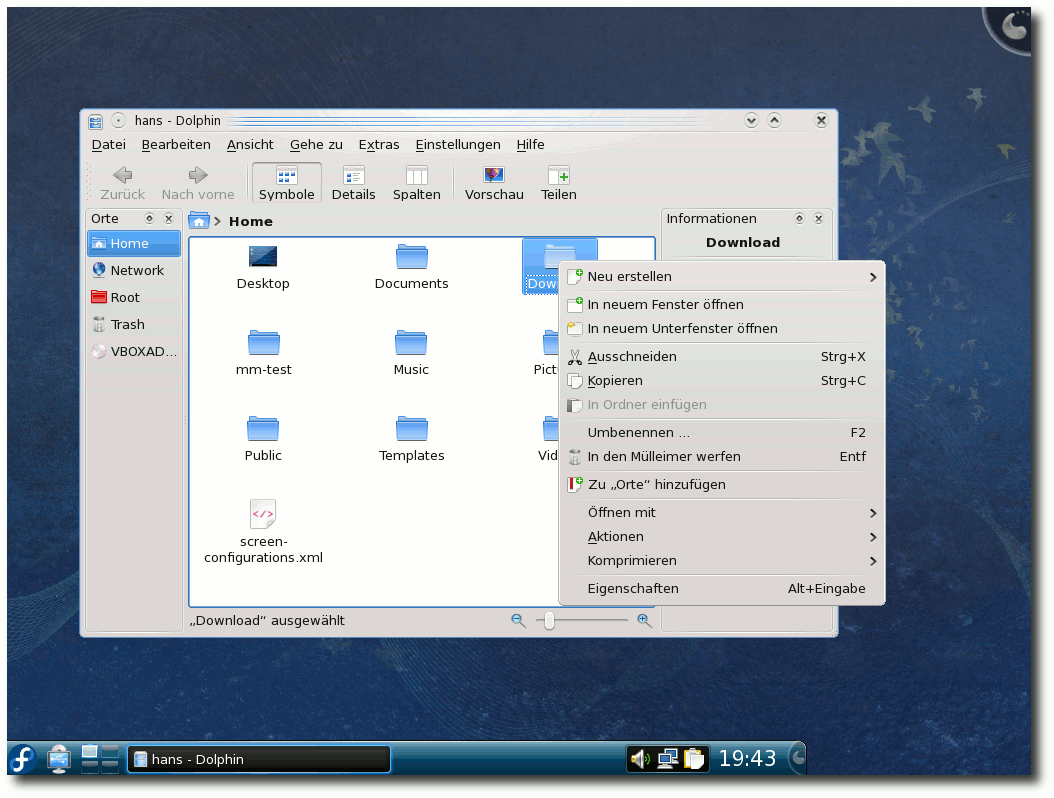 hans - Dolphin
Datei Bearbeiten Ansicht Gehe zu Extras Einstellungen Hilfe
Zurück Nach vorne Symbole Details Spalten Vorschau Teilen
Orte
Home
Network
Root
Trash
VBOXAD...
Home
Desktop
Documents
mm-test
Music
Public
Templates
screen-
configurations.xml
„Download“ ausgewählt
Informationen
Download
Neu erstellen
In neuem Fenster öffnen
In neuem Unterfenster öffnen
Ausschneiden Strg+X
Kopieren Strg+C
In Ordner einfügen
Umbenennen ... F2
In den Mülleimer werfen Entf
Zu „Orte“ hinzufügen
Öffnen mit
Aktionen
Komprimieren
Eigenschaften Alt+Eingabe
hans - Dolphin
19:43